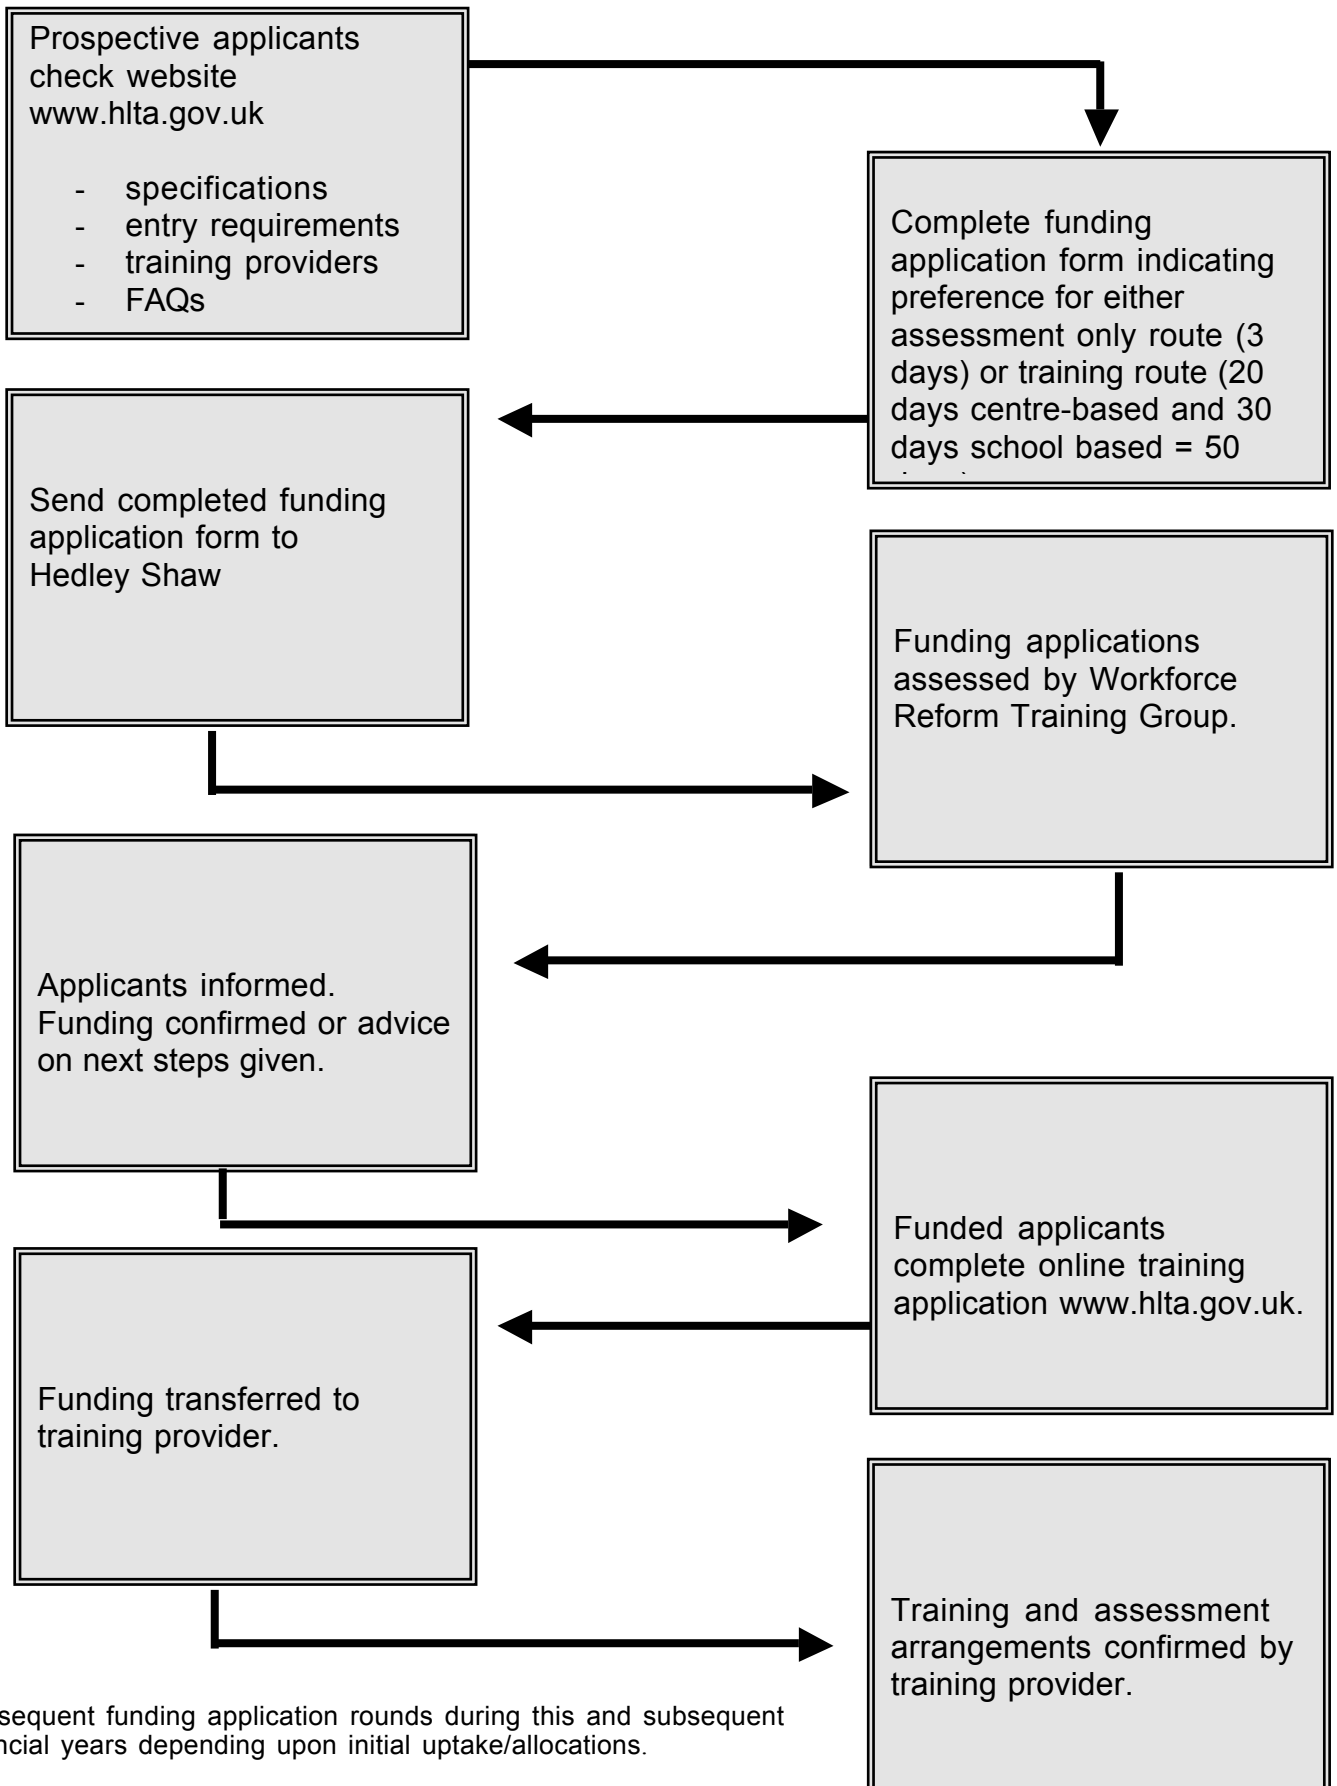 Prospective applicants
check website
www.hlta.gov.uk
- specifications
- entry requirements
- training providers
- FAQs
Complete funding
application form indicating
preference for either
assessment only route (3
days) or training route (20
days centre-based and 30
days school based = 50
Send completed funding
application form to
Hedley Shaw
Funding applications
assessed by Workforce
Reform Training Group.
Applicants informed.
Funding confirmed or advice
on next steps given.
Funded applicants
complete online training
application www.hlta.gov.uk.
Funding transferred to
training provider.
Training and assessment
arrangements confirmed by
training provider.
sequent funding application rounds during this and subsequent
ncial years depending upon initial uptake/allocations.